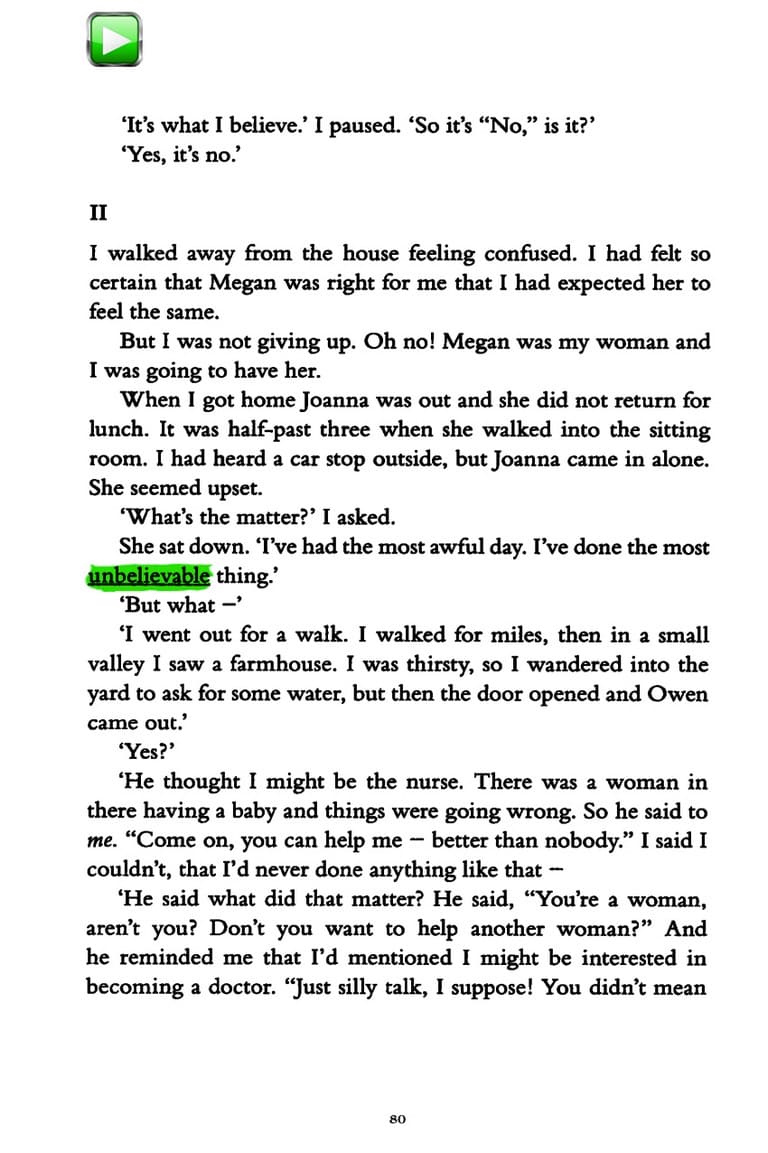 ‘It’s what I believe.’ I paused. ‘So it’s “No,” is it?’
‘Yes, it’s no.’
II
I walked away from the house feeling confused. I had felt so
certain that Megan was right for me that I had expected her to
feel the same.
But I was not giving up. Oh no! Megan was my woman and
I was going to have her.
When I got home Joanna was out and she did not return for
lunch. It was half-past three when she walked into the sitting
room. I had heard a car stop outside, but Joanna came in alone.
She seemed upset.
‘What’s the matter?’ I asked.
She sat down. ‘I’ve had the most awful day. I’ve done the most
unbelievable thing.’
‘But what –’
‘I went out for a walk. I walked for miles, then in a small
valley I saw a farmhouse. I was thirsty, so I wandered into the
yard to ask for some water, but then the door opened and Owen
came out.’
‘Yes?’
‘He thought I might be the nurse. There was a woman in
there having a baby and things were going wrong. So he said to
me. “Come on, you can help me – better than nobody.” I said I
couldn’t, that I’d never done anything like that –
‘He said what did that matter? He said, “You’re a woman,
aren’t you? Don’t you want to help another woman?” And
he reminded me that I’d mentioned I might be interested in
becoming a doctor. “Just silly talk, I suppose! You didn’t mean
80